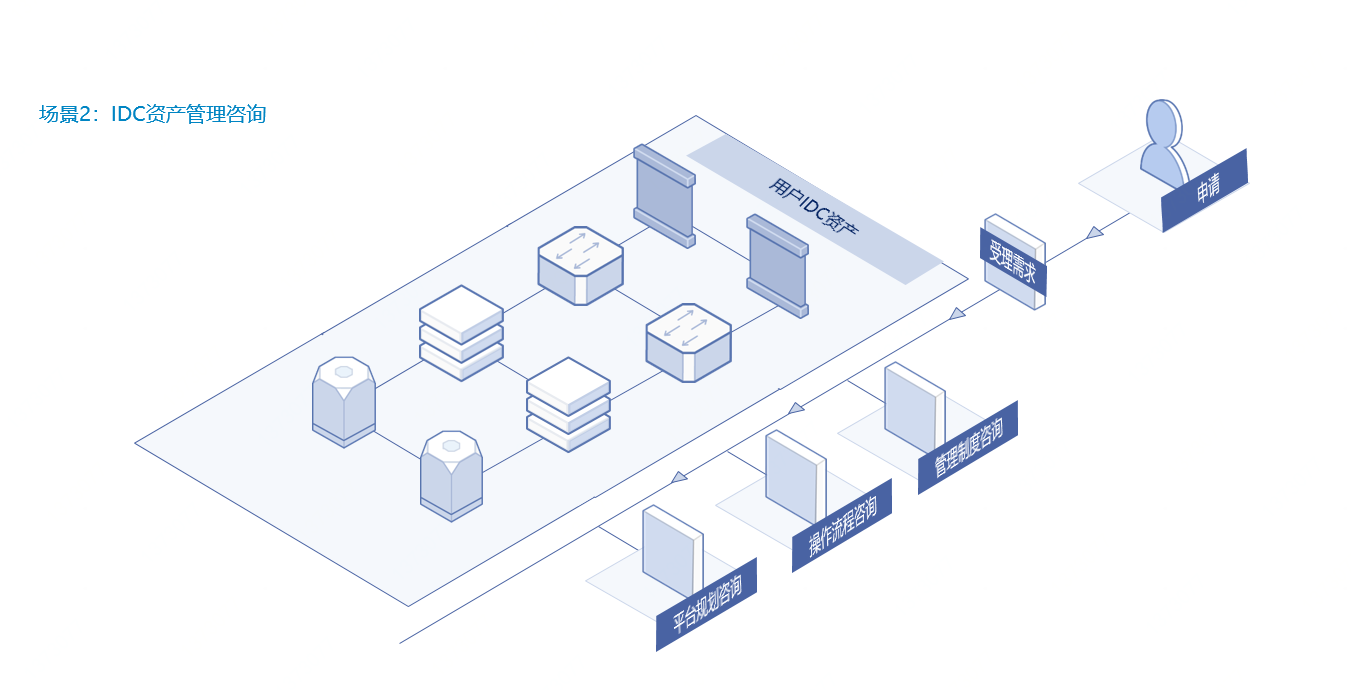 场景2：IDC资产管理咨询
用户IDC资产
申请
受理需求
管理制度咨询
操作流程咨询
平台规划咨询